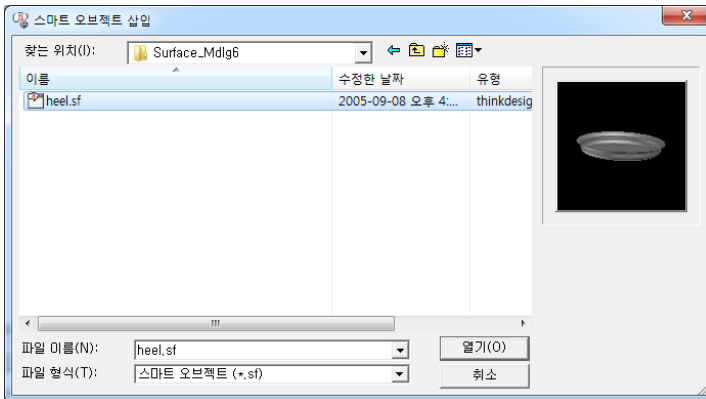 스마트 오브젝트 삽입
찾는 위치(I): Surface_Mdlg6
이름 수정한 날짜 유형
heel.sf 2005-09-08 오후 4:... thinkdesig
파일 이름(N): heel.sf 열기(O)
파일 형식(T): 스마트 오브젝트 (*.sf) 취소